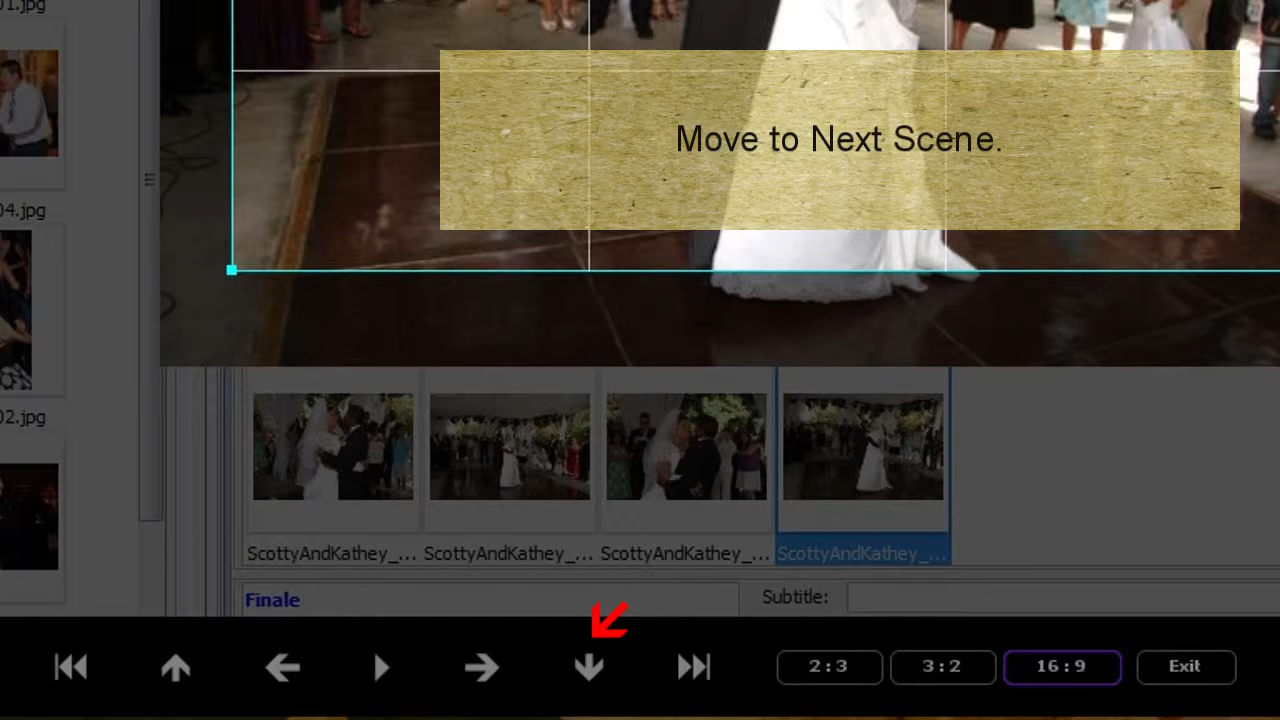 01.jpg
Move to Next Scene.
04.jpg
02.jpg
ScottyAndKathey_... ScottyAndKathey_... ScottyAndKathey_... ScottyAndKathey_...
Finale Subtitle:
2:3 3:2 16:9 Exit